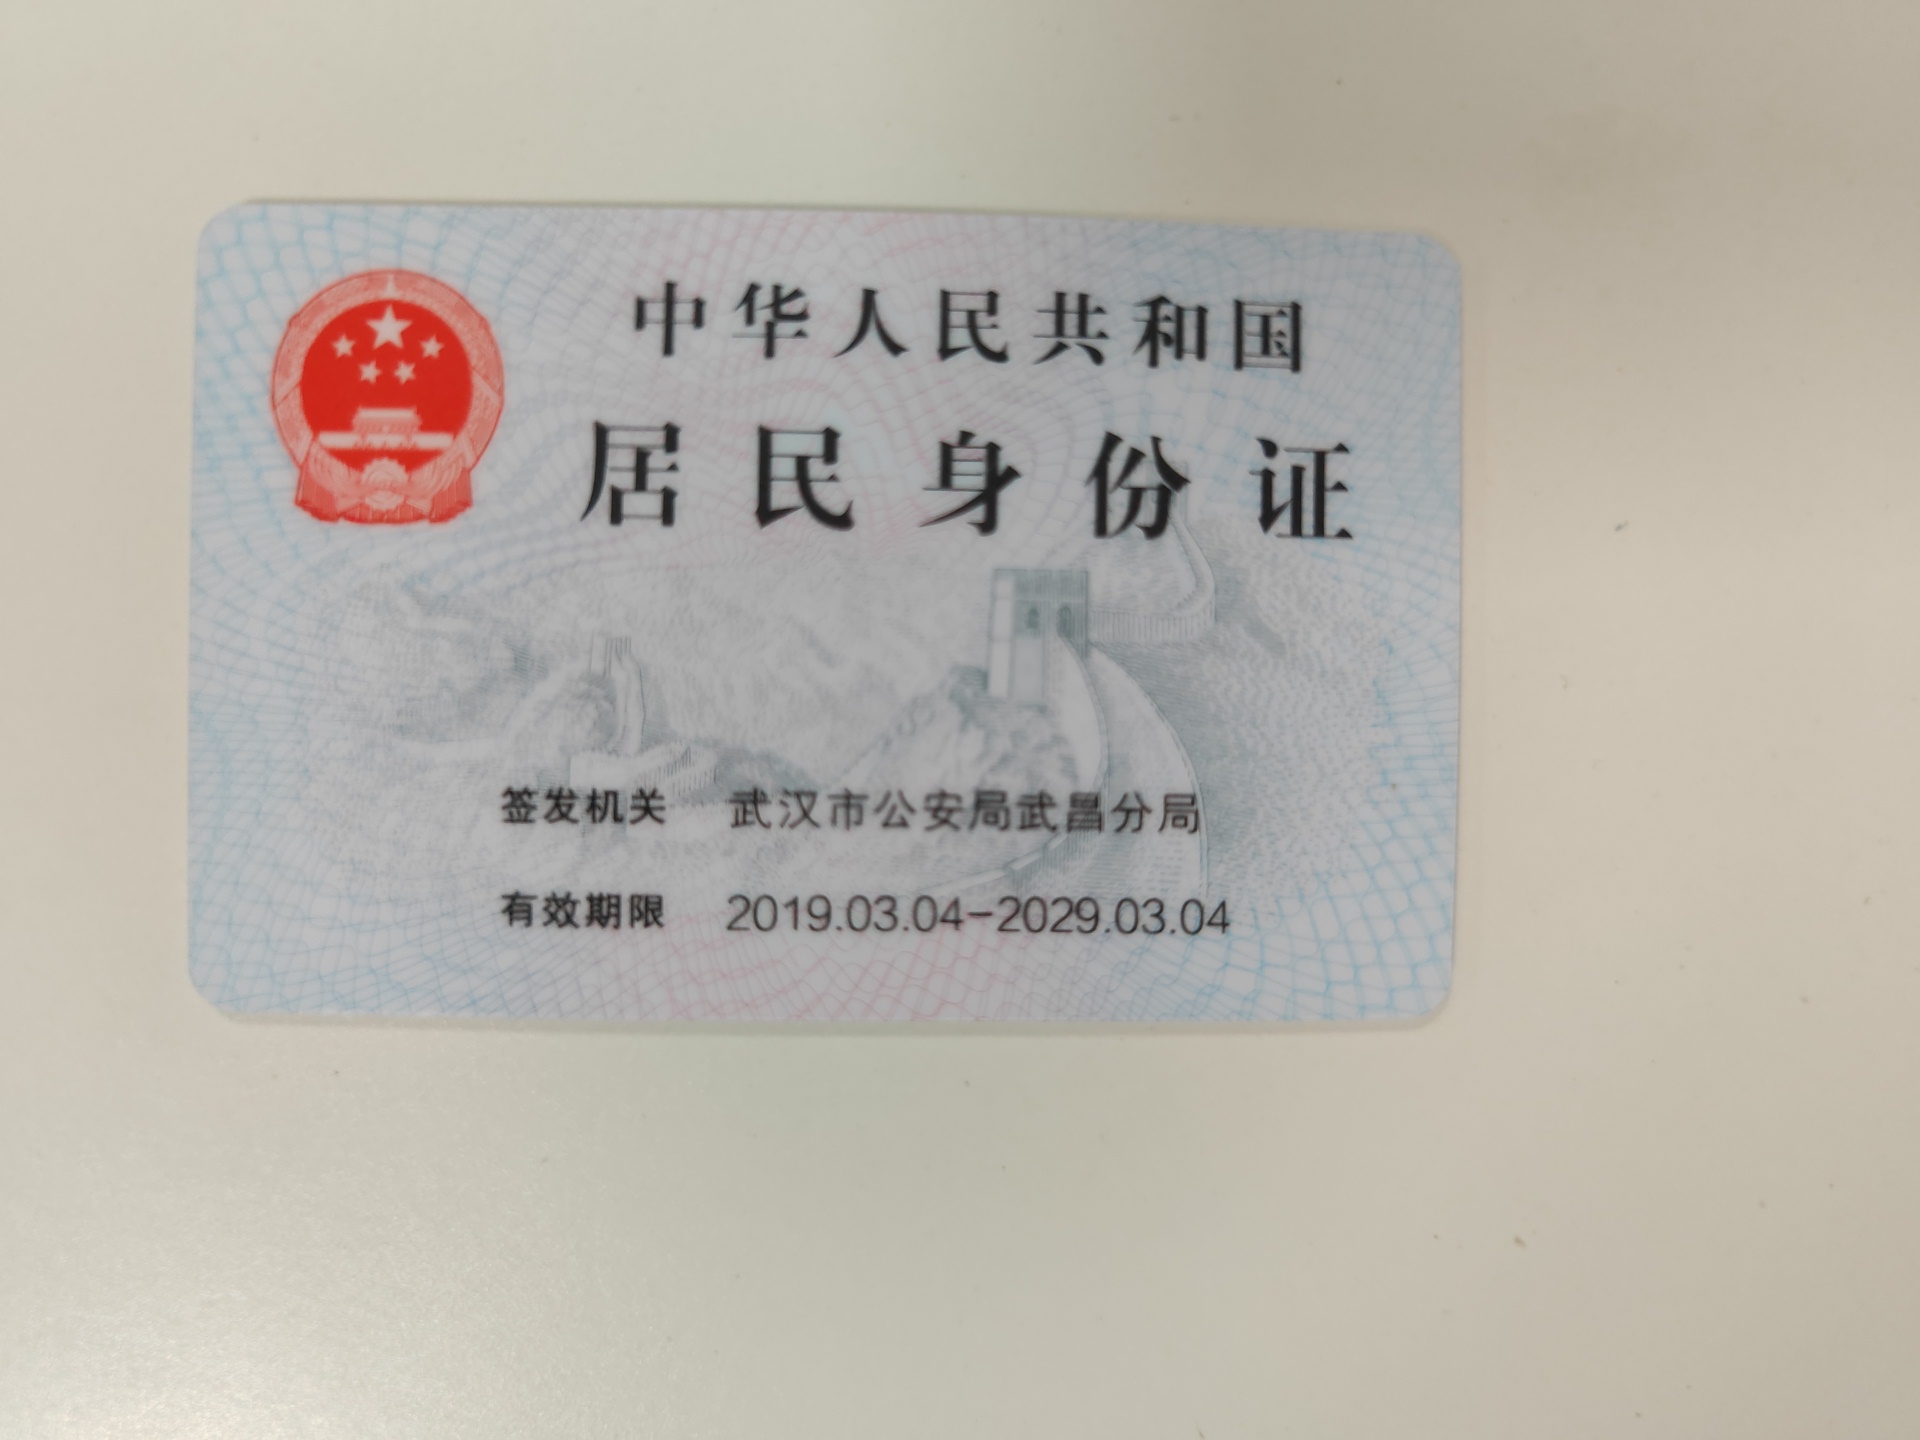 中华人民共和国
居民身份证
签发机关 武汉市公安局武昌分局
有效期限 2019.03.04-2029.03.04